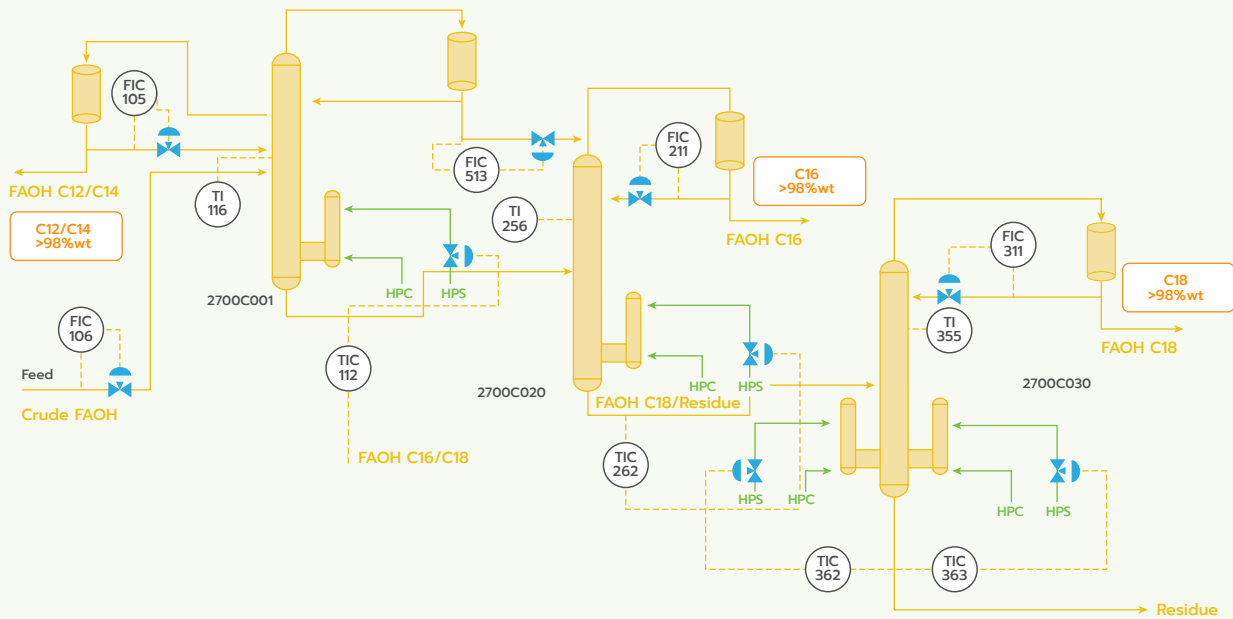 FIC
105
FIC
513
FIC
211
C16
>98%wt
FAOH C12/C14
TI
116
TI
256
C12/C14
>98%wt
FAOH C16
FIC
311
C18
>98%wt
HPC
HPS
2700C001
FIC
106
TI
355
FAOH C18
TIC
112
Feed
Crude FAOH
2700C020
HPC
HPS
2700C030
FAOH C18/Residue
FAOH C16/C18
TIC
262
HPS
HPC
HPC
HPS
TIC
362
TIC
363
Residue